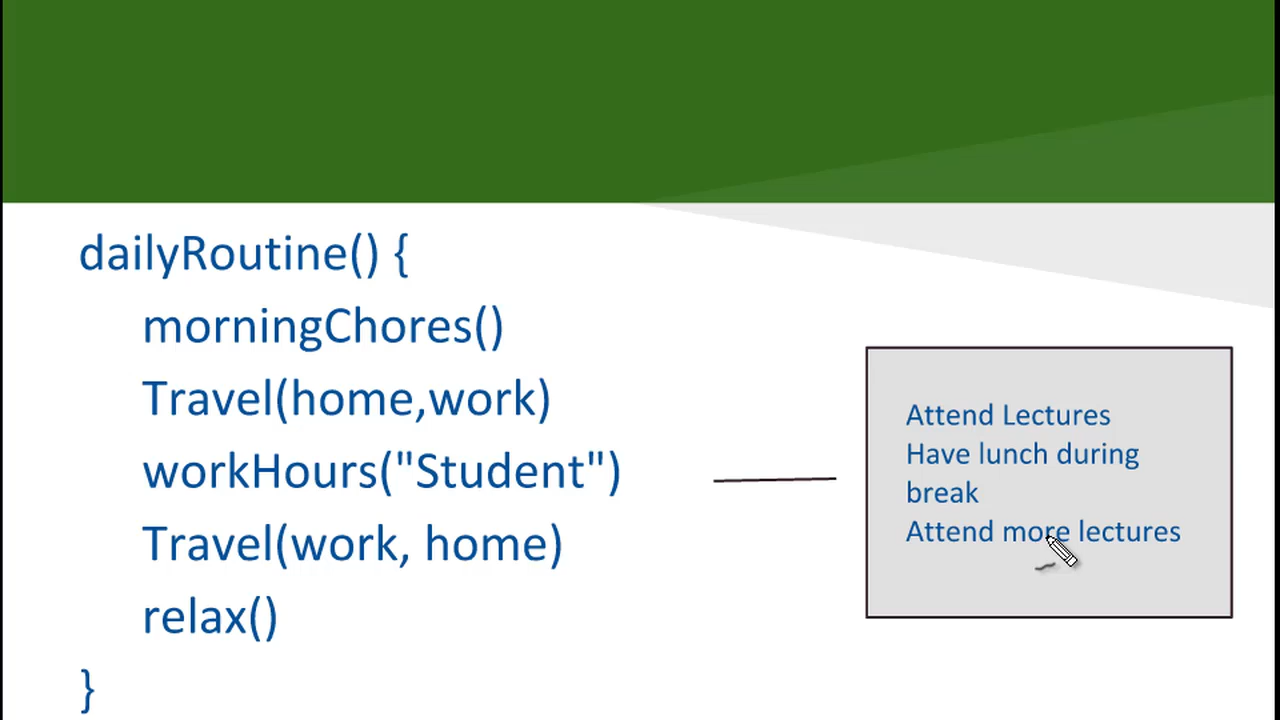 dailyRoutine() {
morningChores()
Travel(home,work)
workHours("Student")
Travel(work, home)
relax()
}
Attend Lectures
Have lunch during
break
Attend more lectures